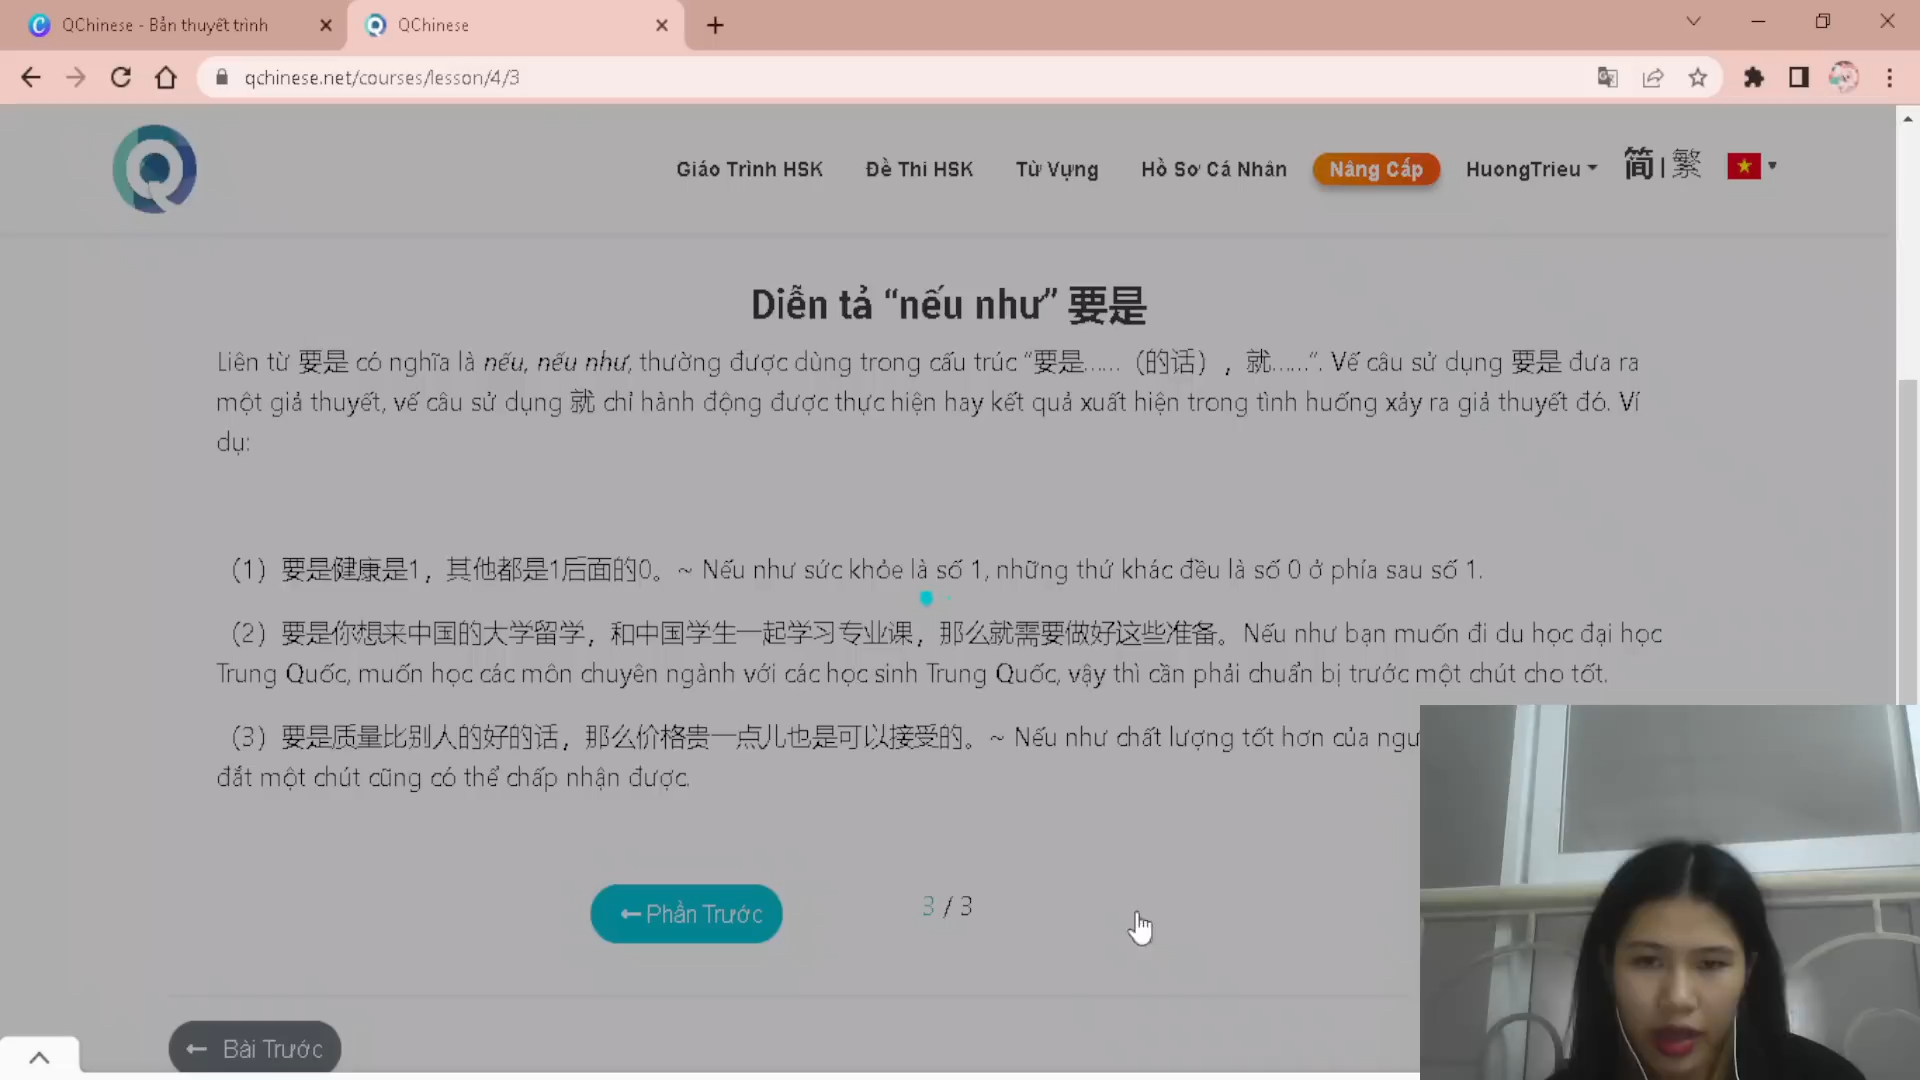 QChinese - Bản thuyết trình
QChinese
qchinese.net/courses/lesson/4/3
Giáo Trình HSK Đề Thi HSK Từ Vựng Hồ Sơ Cá Nhân Nâng Cấp HuongTrieu 简 | 繁
Diễn tả “nếu như” 要是
Liên từ 要是 có nghĩa là nếu, nếu như, thường được dùng trong cấu trúc “要是……（的话），就……”. Vế câu sử dụng 要是 đưa ra
một giả thuyết, vế câu sử dụng 就 chỉ hành động được thực hiện hay kết quả xuất hiện trong tình huống xảy ra giả thuyết đó. Ví
dụ:
（1）要是健康是1，其他都是1后面的0。~ Nếu như sức khỏe là số 1, những thứ khác đều là số 0 ở phía sau số 1.
（2）要是你想来中国的大学留学，和中国学生一起学习专业课，那么就需要做好这些准备。Nếu như bạn muốn đi du học đại học
Trung Quốc, muốn học các môn chuyên ngành với các học sinh Trung Quốc, vậy thì cần phải chuẩn bị trước một chút cho tốt.
（3）要是质量比别人的好的话，那么价格贵一点儿也是可以接受的。~ Nếu như chất lượng tốt hơn của
đắt một chút cũng có thể chấp nhận được.
Phần Trước 3 / 3
Bài Trước